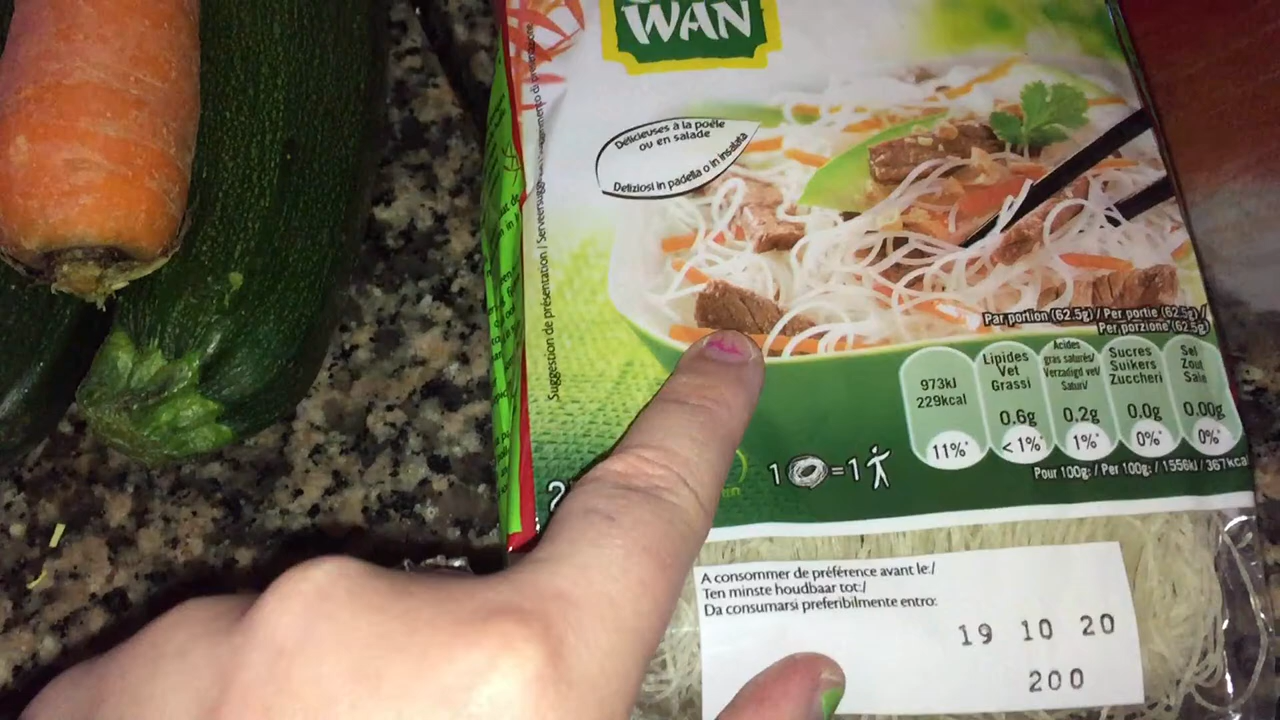 WAN
Délicieuses à la poêle
ou en salade
Deliziosi in padella o in insalata
Suggestion de présentation /
Par portion (62.5g) / Per portie (62.5g) /
Per porzione (62.5g)
973kJ
229kcal
11%*
Lipides
Vet
Grassi
0.6g
<1%*
Acides
gras saturés/
Verzadigd vet/
Saturi/
0.2g
1%*
Sucres
Suikers
Zuccheri
0.0g
0%*
Sel
Zout
Sale
0.00g
0%*
1 = 1
Pour 100g: / Per 100g: / 1556kJ / 367kca
A consommer de préférence avant le:/
Ten minste houdbaar tot:/
Da consumarsi preferibilmente entro:
19 10 20
200